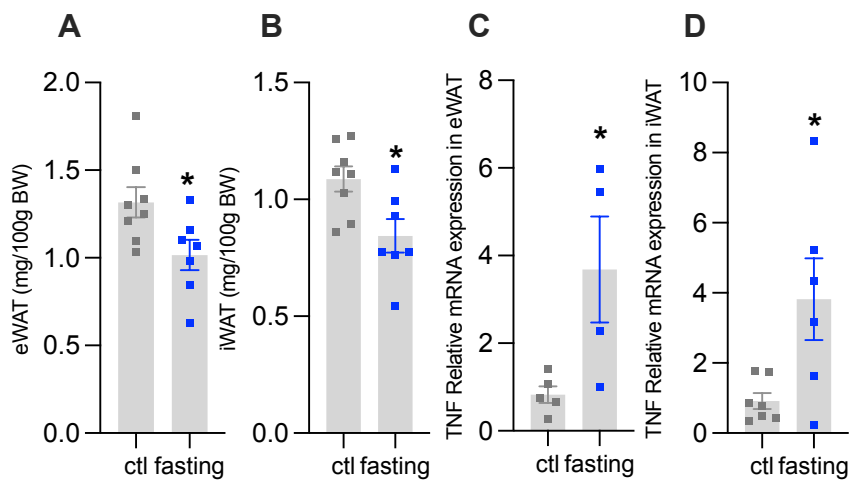 A
eWAT (mg/100g BW)
2.0
1.5
1.0
0.5
0.0
*
ctl fasting
B
iWAT (mg/100g BW)
1.5
1.0
0.5
0.0
*
ctl fasting
C
TNF Relative mRNA expression in eWAT
8
6
4
2
0
*
ctl fasting
D
TNF Relative mRNA expression in iWAT
10
8
6
4
2
0
*
ctl fasting